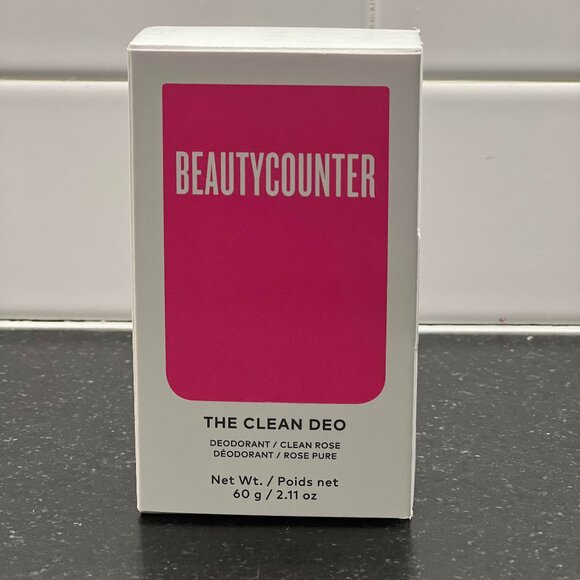 BEAUTYCOUNTER
THE CLEAN DEO
DEODORANT / CLEAN ROSE
DÉODORANT / ROSE PURE
Net Wt. / Poids net
60 g / 2.11 oz